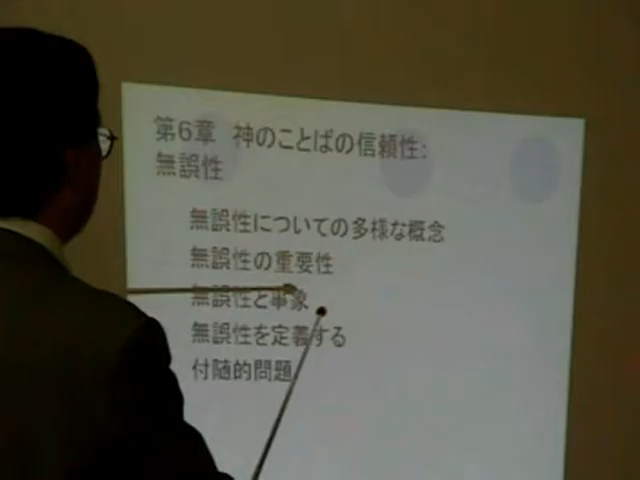 第6章 神のことばの信頼性:
無誤性
無誤性についての多様な概念
無誤性の重要性
無誤性と事象
無誤性を定義する
付随的問題